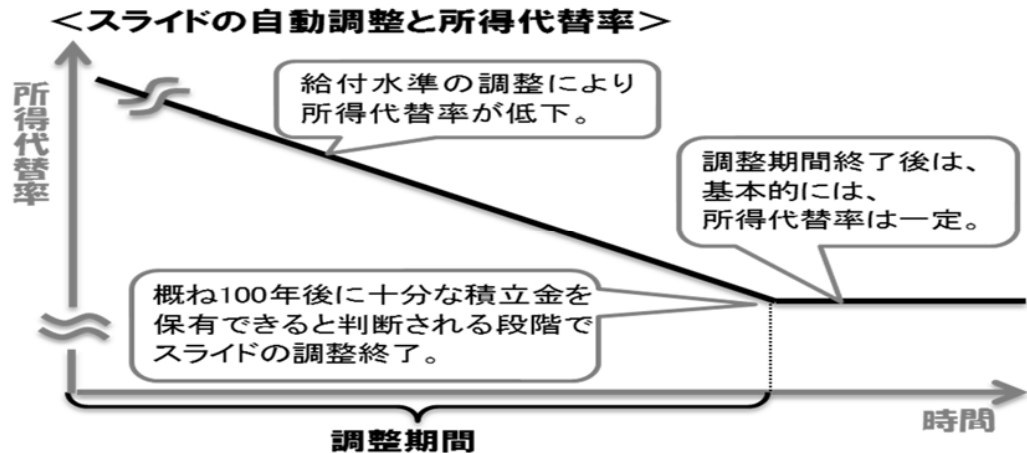 ＜スライドの自動調整と所得代替率＞
所得代替率
給付水準の調整により
所得代替率が低下。
調整期間終了後は、
基本的には、
所得代替率は一定。
概ね100年後に十分な積立金を
保有できると判断される段階で
スライドの調整終了。
時間
調整期間